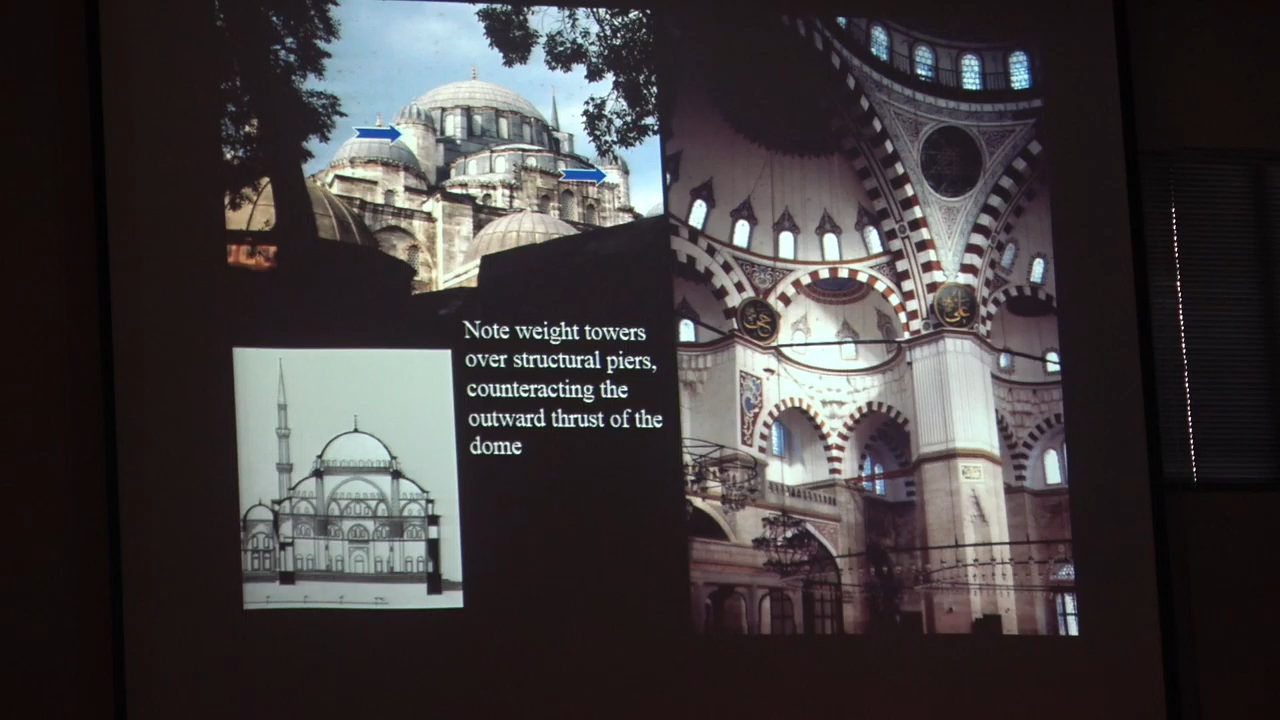 Note weight towers
over structural piers,
counteracting the
outward thrust of the
dome